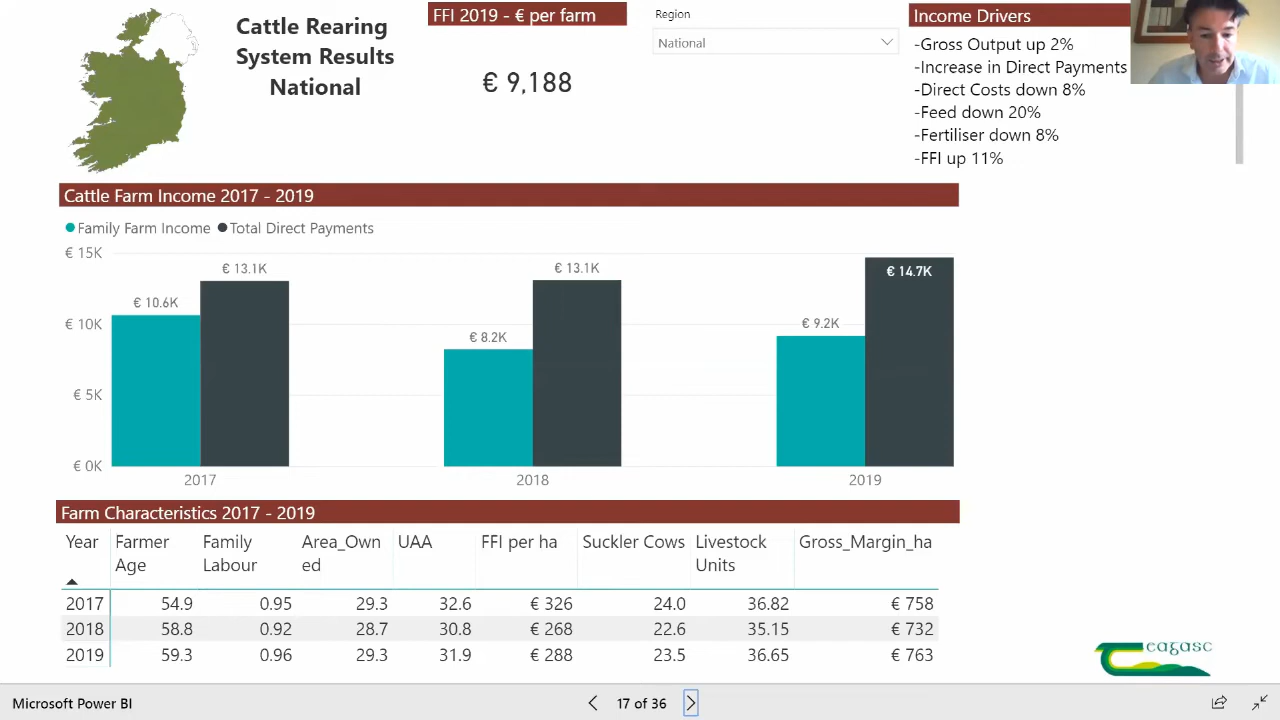 Cattle Rearing
System Results
National
FFI 2019 - € per farm
€ 9,188
Region
National
Income Drivers
-Gross Output up 2%
-Increase in Direct Payments
-Direct Costs down 8%
-Feed down 20%
-Fertiliser down 8%
-FFI up 11%
Cattle Farm Income 2017 - 2019
Family Farm Income Total Direct Payments
€ 15K
€ 10K
€ 5K
€ 0K
€ 10.6K
€ 13.1K
€ 8.2K
€ 13.1K
€ 9.2K
€ 14.7K
2017 2018 2019
Farm Characteristics 2017 - 2019
Year Farmer Age Family Labour Area_Owned UAA FFI per ha Suckler Cows Livestock Units Gross_Margin_ha
2017 54.9 0.95 29.3 32.6 € 326 24.0 36.82 € 758
2018 58.8 0.92 28.7 30.8 € 268 22.6 35.15 € 732
2019 59.3 0.96 29.3 31.9 € 288 23.5 36.65 € 763
Teagasc
Microsoft Power BI
17 of 36